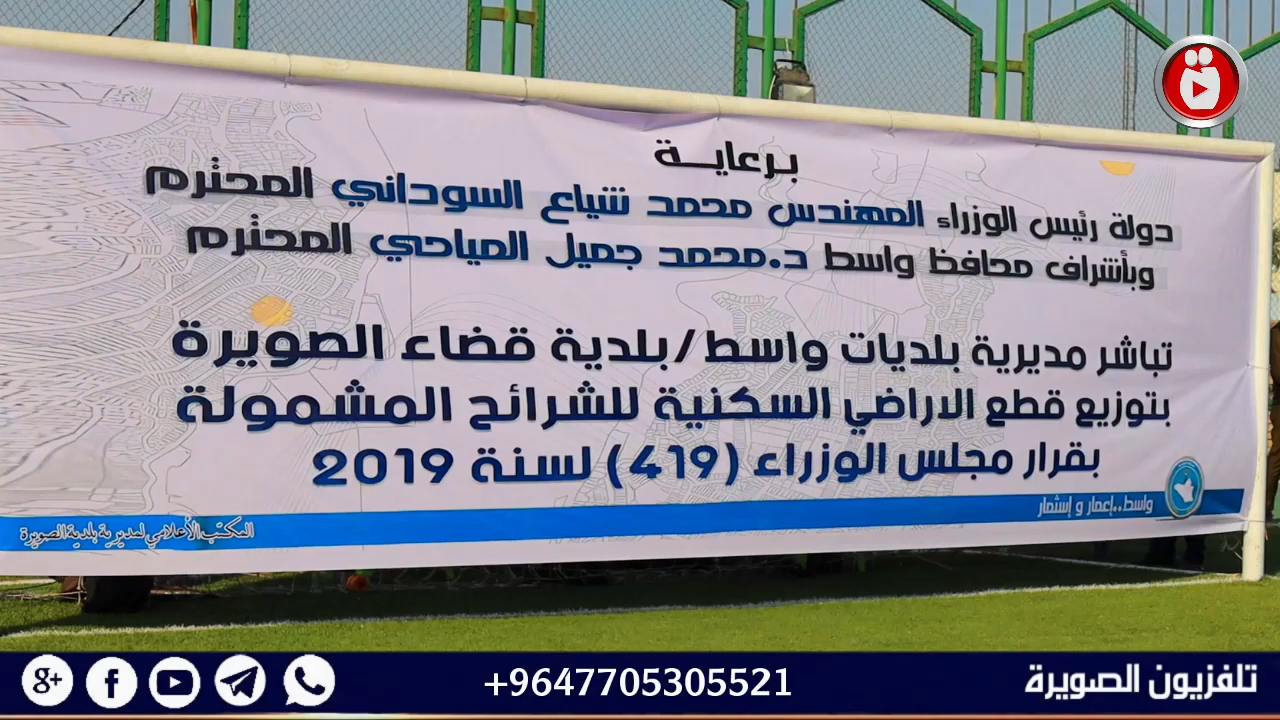 برعايـــة
دولة رئيس الوزراء المهندس محمد شياع السوداني المحترم
وبأشراف محافظ واسط د.محمد جميل المياحي المحترم
تباشر مديرية بلديات واسط/بلدية قضاء الصويرة
بتوزيع قطع الاراضي السكنية للشرائح المشمولة
بقرار مجلس الوزراء (419) لسنة 2019
واسط..إعمار و إستثمار
المكتب الأعلامي لمديرية بلدية الصويرة
تلفزيون الصويرة
+9647705305521